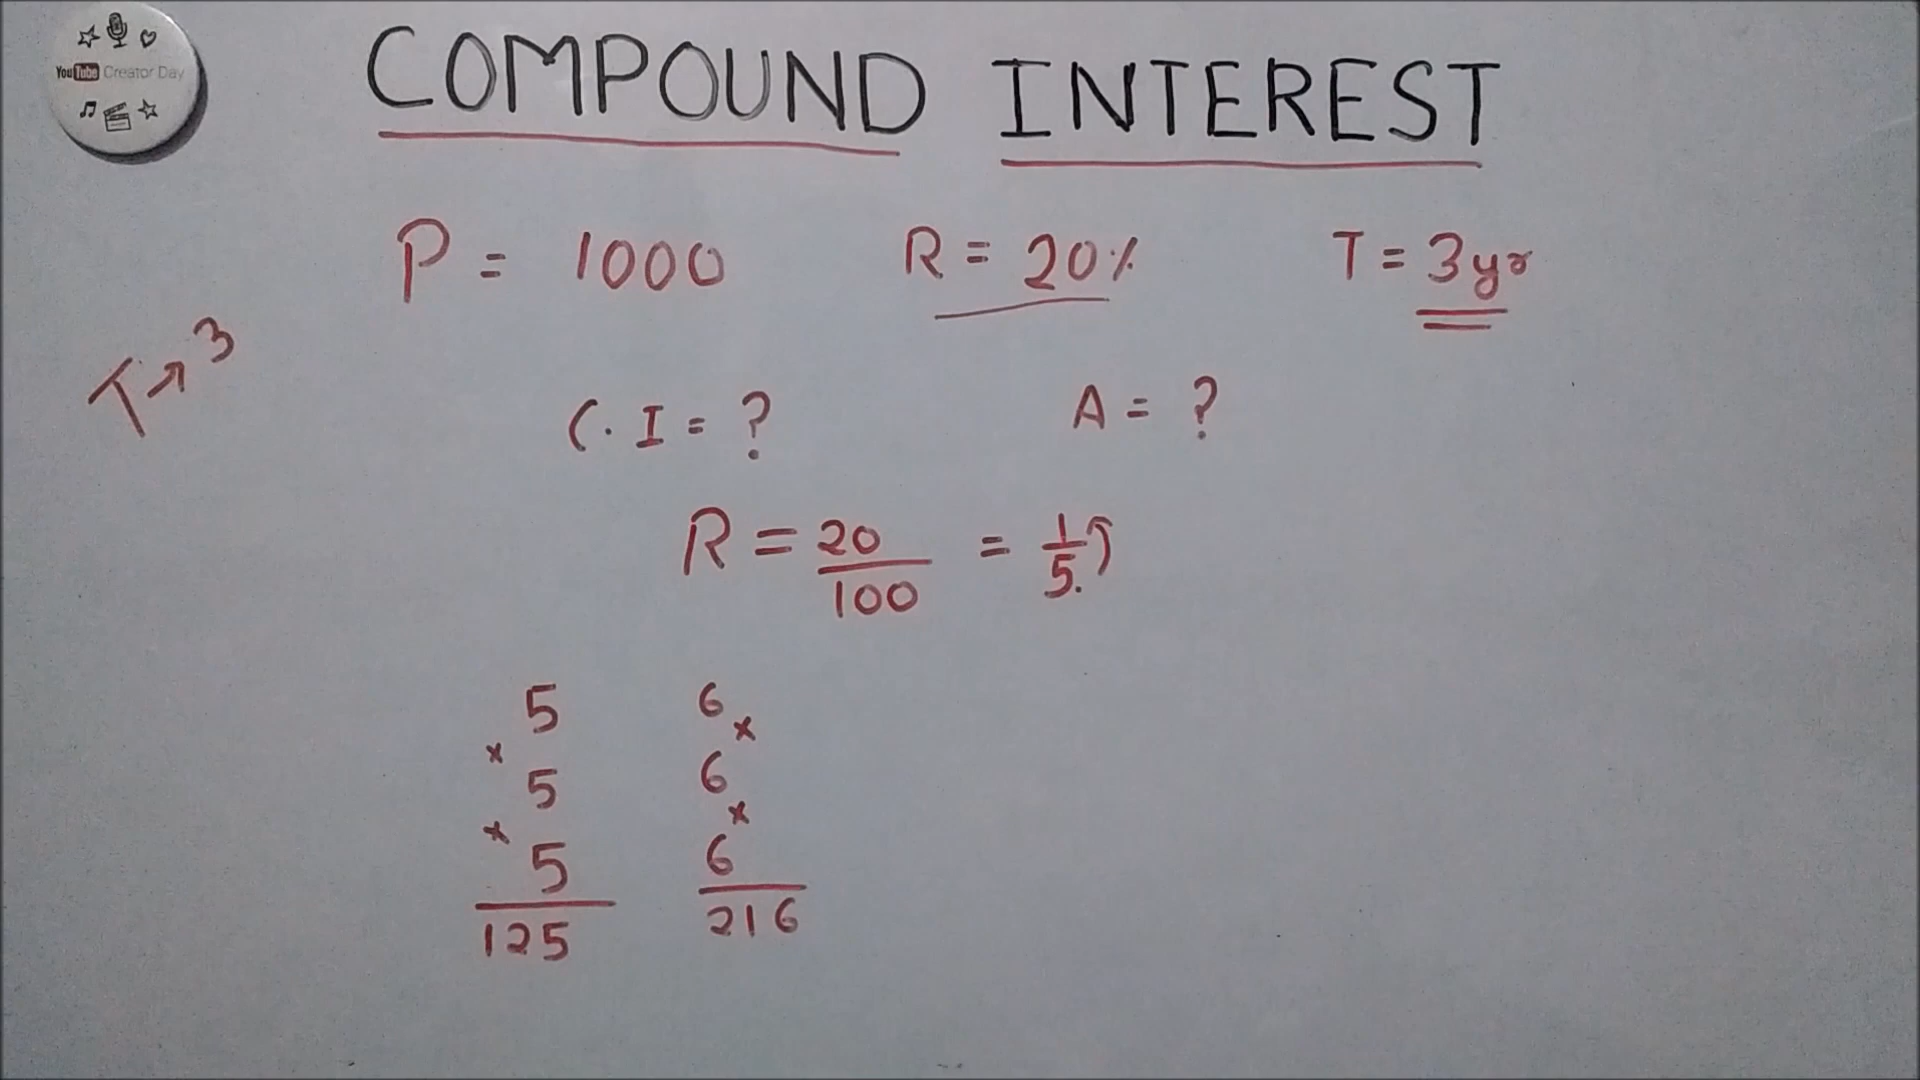 YouTube Creator Day
COMPOUND INTEREST
P = 1000 R = 20% T = 3yr
T→3
C.I = ? A = ?
R = 20/100 = 1/5↑
5 6
× ×
5 6
× ×
5 6
125 216